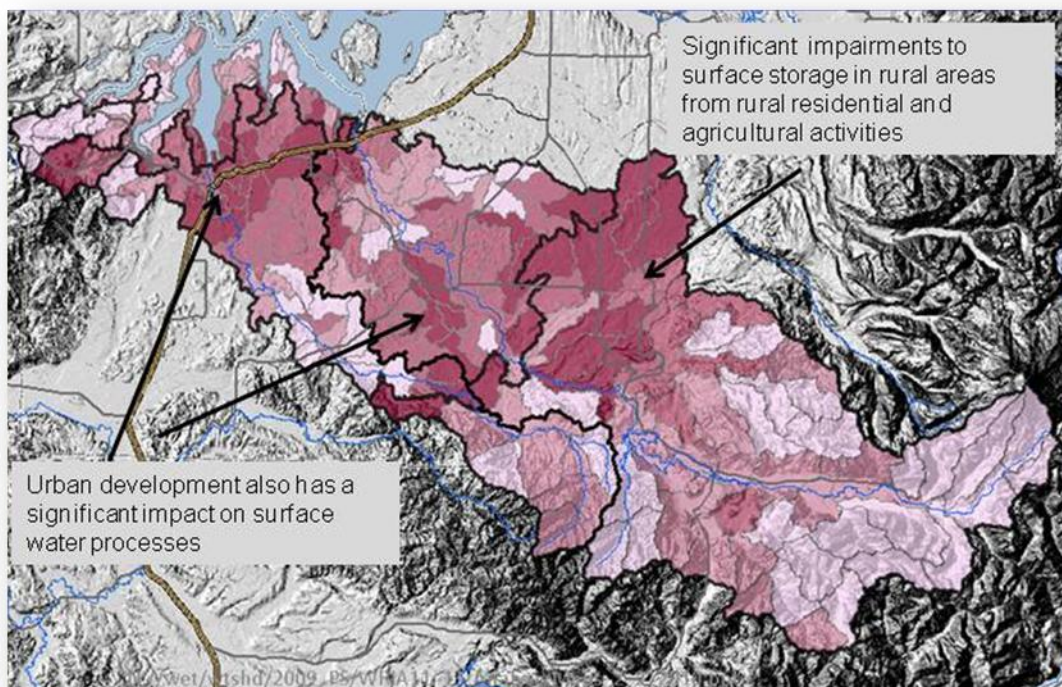 Significant impairments to
surface storage in rural areas
from rural residential and
agricultural activities
Urban development also has a
significant impact on surface
water processes